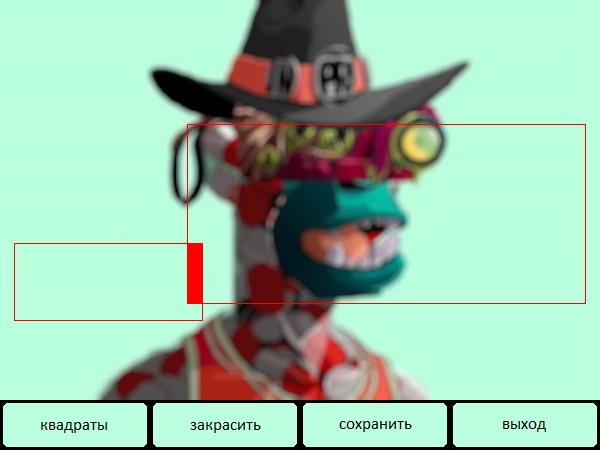 квадраты
закрасить
сохранить
выход